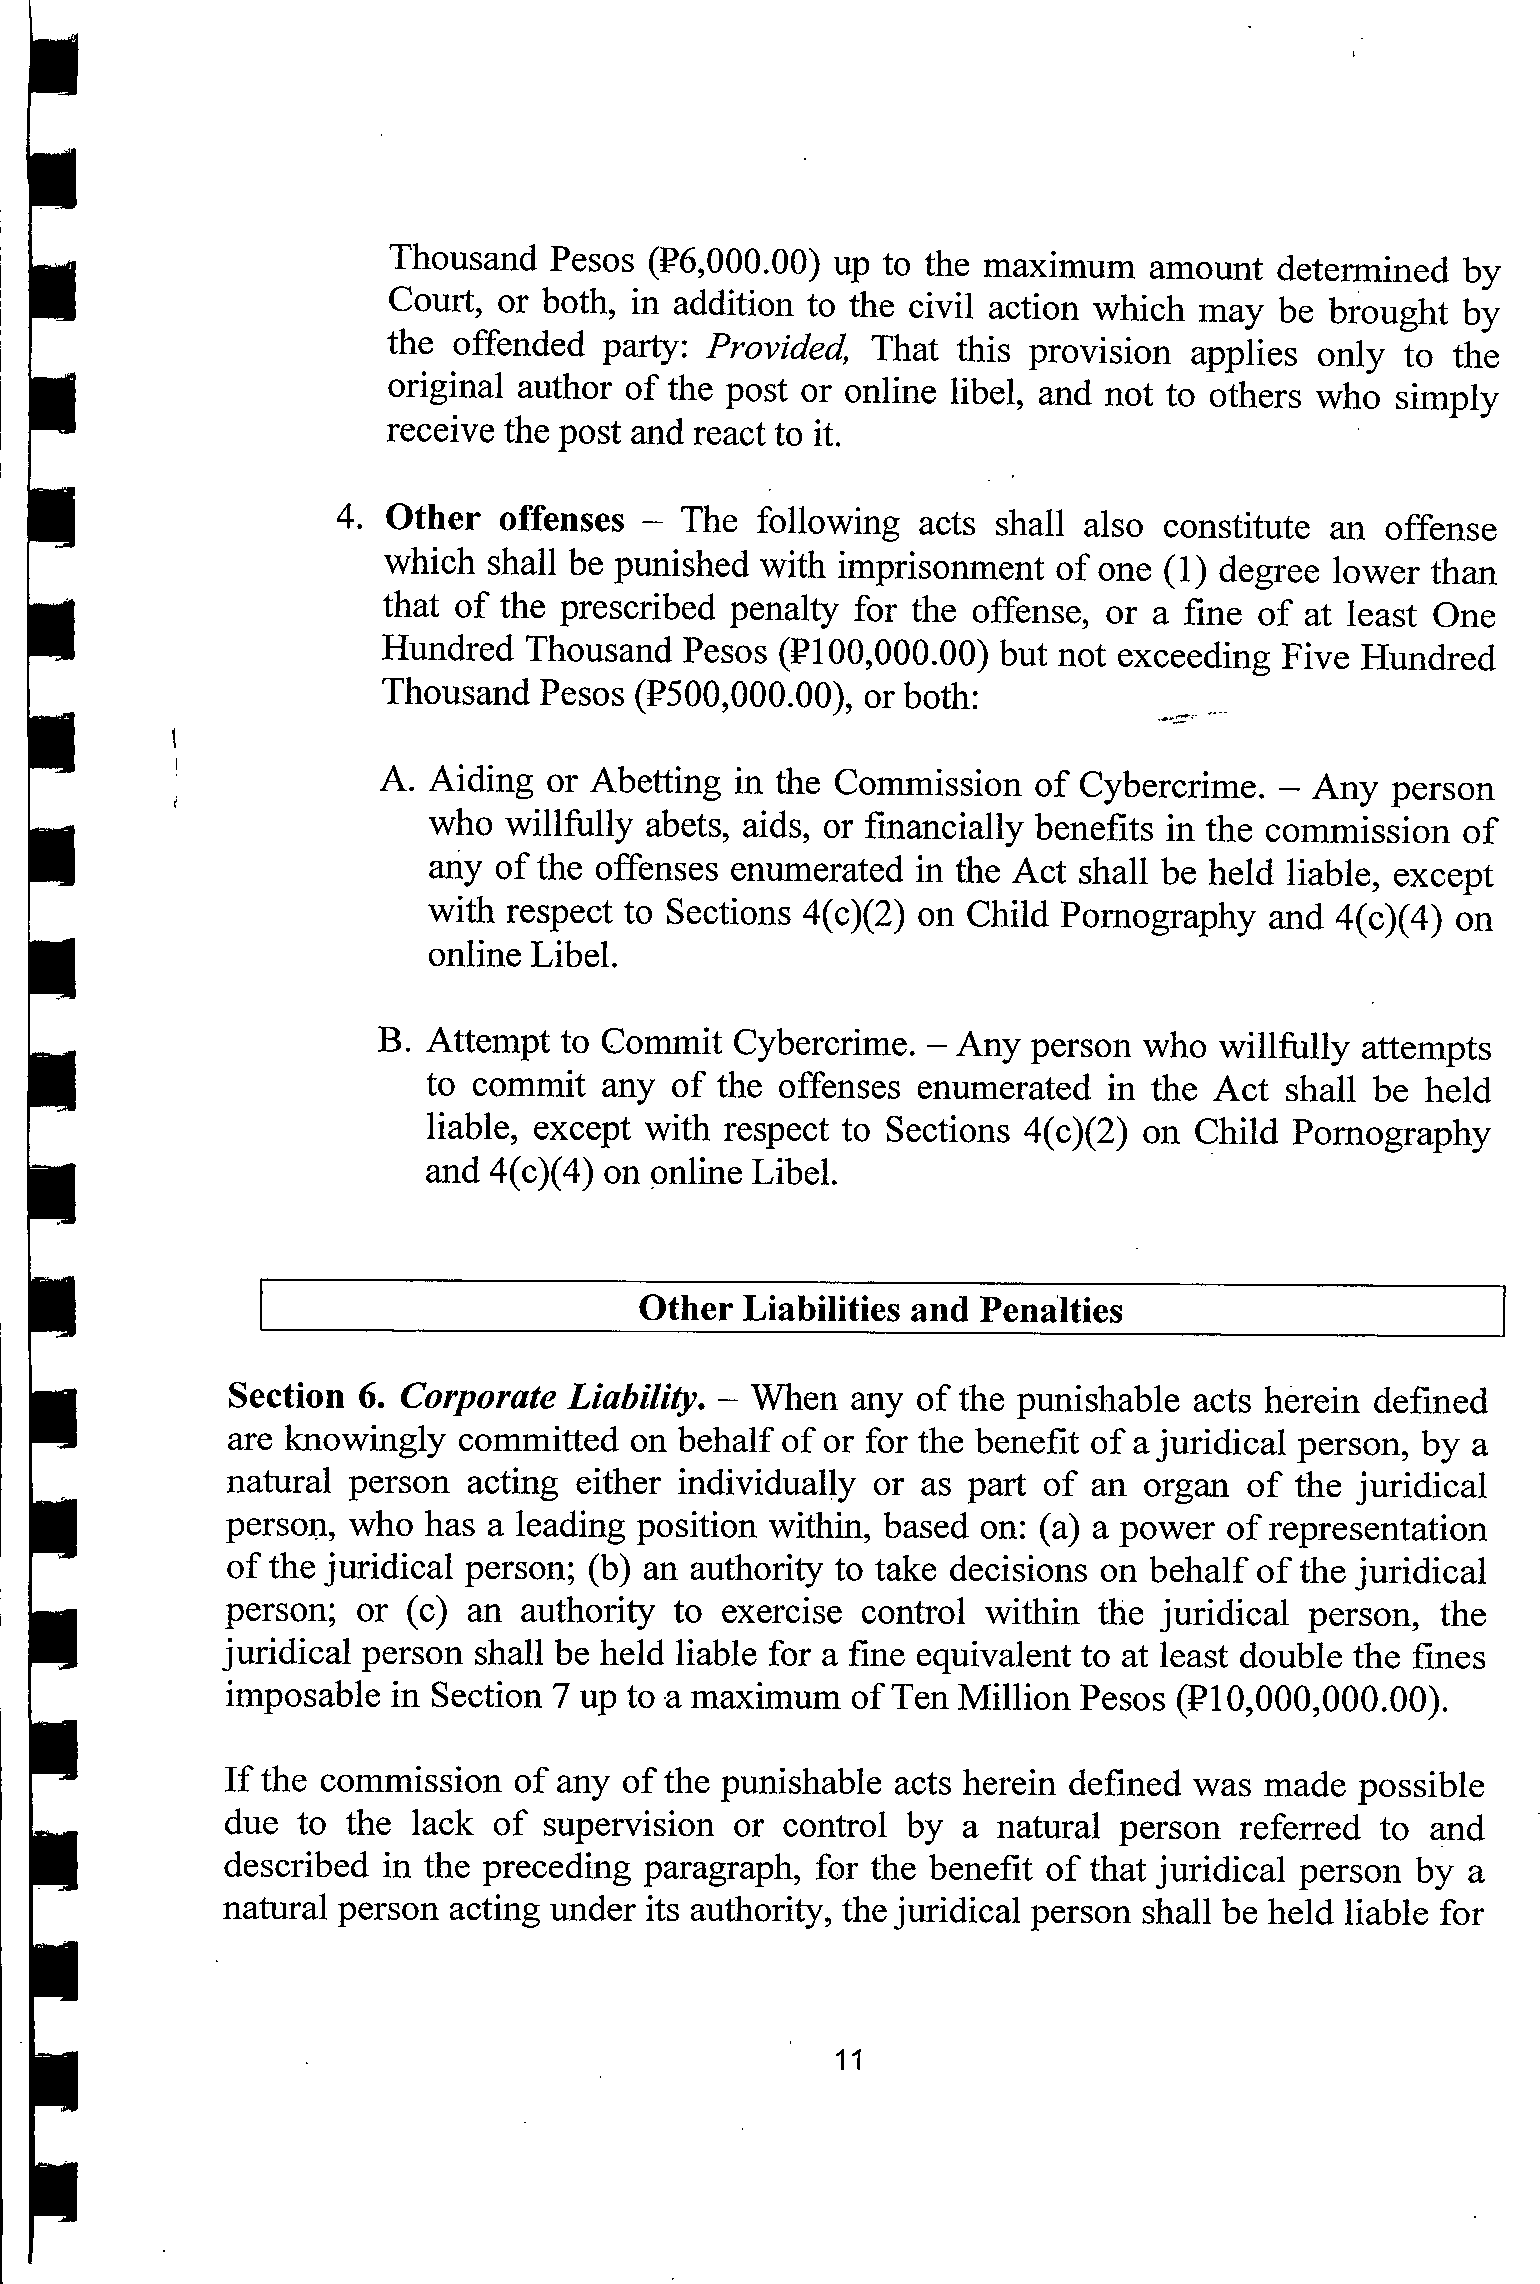 Thousand Pesos (₱6,000.00) up to the maximum amount determined by
Court, or both, in addition to the civil action which may be brought by
the offended party: Provided, That this provision applies only to the
original author of the post or online libel, and not to others who simply
receive the post and react to it.
4. Other offenses – The following acts shall also constitute an offense
which shall be punished with imprisonment of one (1) degree lower than
that of the prescribed penalty for the offense, or a fine of at least One
Hundred Thousand Pesos (₱100,000.00) but not exceeding Five Hundred
Thousand Pesos (₱500,000.00), or both:
A. Aiding or Abetting in the Commission of Cybercrime. – Any person
who willfully abets, aids, or financially benefits in the commission of
any of the offenses enumerated in the Act shall be held liable, except
with respect to Sections 4(c)(2) on Child Pornography and 4(c)(4) on
online Libel.
B. Attempt to Commit Cybercrime. – Any person who willfully attempts
to commit any of the offenses enumerated in the Act shall be held
liable, except with respect to Sections 4(c)(2) on Child Pornography
and 4(c)(4) on online Libel.
Other Liabilities and Penalties
Section 6. Corporate Liability. – When any of the punishable acts herein defined
are knowingly committed on behalf of or for the benefit of a juridical person, by a
natural person acting either individually or as part of an organ of the juridical
person, who has a leading position within, based on: (a) a power of representation
of the juridical person; (b) an authority to take decisions on behalf of the juridical
person; or (c) an authority to exercise control within the juridical person, the
juridical person shall be held liable for a fine equivalent to at least double the fines
imposable in Section 7 up to a maximum of Ten Million Pesos (₱10,000,000.00).
If the commission of any of the punishable acts herein defined was made possible
due to the lack of supervision or control by a natural person referred to and
described in the preceding paragraph, for the benefit of that juridical person by a
natural person acting under its authority, the juridical person shall be held liable for
11